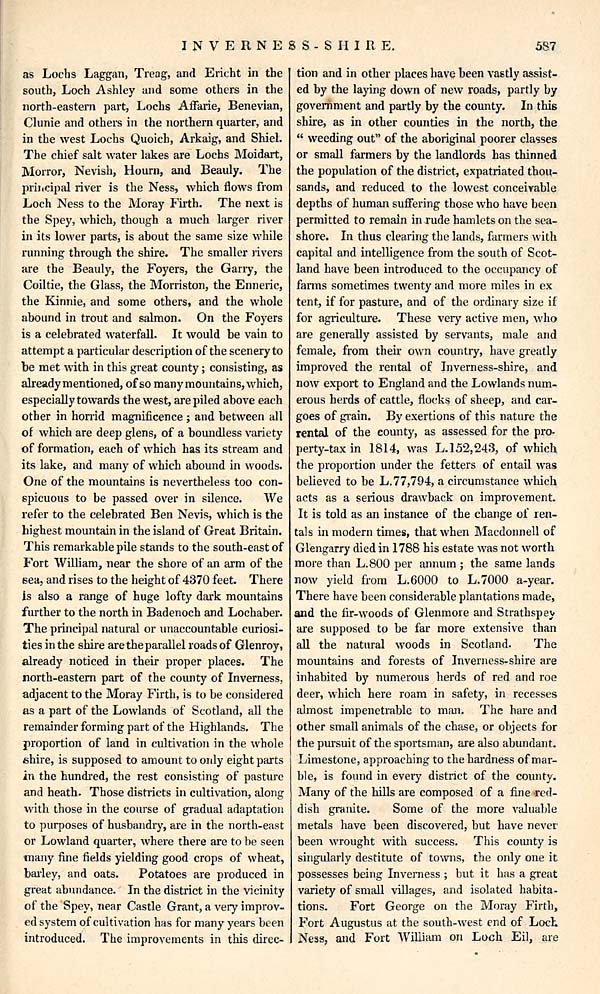 INVERNESS-SHIRE.
587
as Lochs Laggan, Treag, and Ericht in the
south, Loch Ashley and some others in the
north-eastern part, Lochs Affarie, Benevian,
Clunie and others in the northern quarter, and
in the west Lochs Quoich, Arkaig, and Shiel.
The chief salt water lakes are Lochs Moidart,
Morror, Nevish, Hourn, and Beauly. The
principal river is the Ness, which flows from
Loch Ness to the Moray Firth. The next is
the Spey, which, though a much larger river
in its lower parts, is about the same size while
running through the shire. The smaller rivers
are the Beauly, the Foyers, the Garry, the
Coiltie, the Glass, the Morriston, the Enneric,
the Kinnie, and some others, and the whole
abound in trout and salmon. On the Foyers
is a celebrated waterfall. It would be vain to
attempt a particular description of the scenery to
be met with in this great county; consisting, as
already mentioned, of so many mountains, which,
especially towards the west, are piled above each
other in horrid magnificence; and between all
of which are deep glens, of a boundless variety
of formation, each of which has its stream and
its lake, and many of which abound in woods.
One of the mountains is nevertheless too con-
spicuous to be passed over in silence. We
refer to the celebrated Ben Nevis, which is the
highest mountain in the island of Great Britain.
This remarkable pile stands to the south-east of
Fort William, near the shore of an arm of the
sea, and rises to the height of 4370 feet. There
is also a range of huge lofty dark mountains
further to the north in Badenoch and Lochaber.
The principal natural or unaccountable curiosi-
ties in the shire are the parallel roads of Glenroy,
already noticed in their proper places. The
north-eastern part of the county of Inverness,
adjacent to the Moray Firth, is to be considered
as a part of the Lowlands of Scotland, all the
remainder forming part of the Highlands. The
proportion of land in cultivation in the whole
shire, is supposed to amount to only eight parts
in the hundred, the rest consisting of pasture
and heath. Those districts in cultivation, along
with those in the course of gradual adaptation
to purposes of husbandry, are in the north-east
or Lowland quarter, where there are to be seen
many fine fields yielding good crops of wheat,
barley, and oats. Potatoes are produced in
great abundance. In the district in the vicinity
of the Spey, near Castle Grant, a very improv-
ed system of cultivation has for many years been
introduced. The improvements in this direc-
tion and in other places have been vastly assist-
ed by the laying down of new roads, partly by
government and partly by the county. In this
shire, as in other counties in the north, the
“ weeding out” of the aboriginal poorer classes
or small farmers by the landlords has thinned
the population of the district, expatriated thou-
sands, and reduced to the lowest conceivable
depths of human suffering those who have been
permitted to remain in rude hamlets on the sea-
shore. In thus clearing the lands, farmers with
capital and intelligence from the south of Scot-
land have been introduced to the occupancy of
farms sometimes twenty and more miles in ex
tent, if for pasture, and of the ordinary size if
for agriculture. These very active men, who
are generally assisted by servants, male and
female, from their own country, have greatly
improved the rental of Inverness-shire, and
now export to England and the Lowlands num-
erous herds of cattle, flocks of sheep, and car-
goes of grain. By exertions of this nature the
rental of the county, as assessed for the pro-
perty-tax in 1814, was L.152,243, of which
the proportion under the fetters of entail was
believed to be L.77,794, a circumstance which
acts as a serious drawback on improvement.
It is told as an instance of the change of ren-
tals in modern times, that when Macdonnell of
Glengarry died in 1788 his estate was not worth
more than L.800 per annum; the same lands
now yield from L.6000 to L.7000 a-year.
There have been considerable plantations made,
and the fir-woods of Glenmore and Strathspey
are supposed to be far more extensive than
all the natural woods in Scotland. The
mountains and forests of Inverness-shire are
inhabited by numerous herds of red and roe
deer, which here roam in safety, in recesses
almost impenetrable to man. The hare and
other small animals of the chase, or objects for
the pursuit of the sportsman, are also abundant.
Limestone, approaching to the hardness of mar-
ble, is found in every district of the county.
Many of the hills are composed of a fine red-
dish granite. Some of the more valuable
metals have been discovered, but have never
been wrought with success. This county is
singularly destitute of towns, the only one it
possesses being Inverness; but it has a great
variety of small villages, and isolated habita-
tions. Fort George on the Moray Firth,
Fort Augustus at the south-west end of Loch
Ness, and Fort William on Loch Eil, are